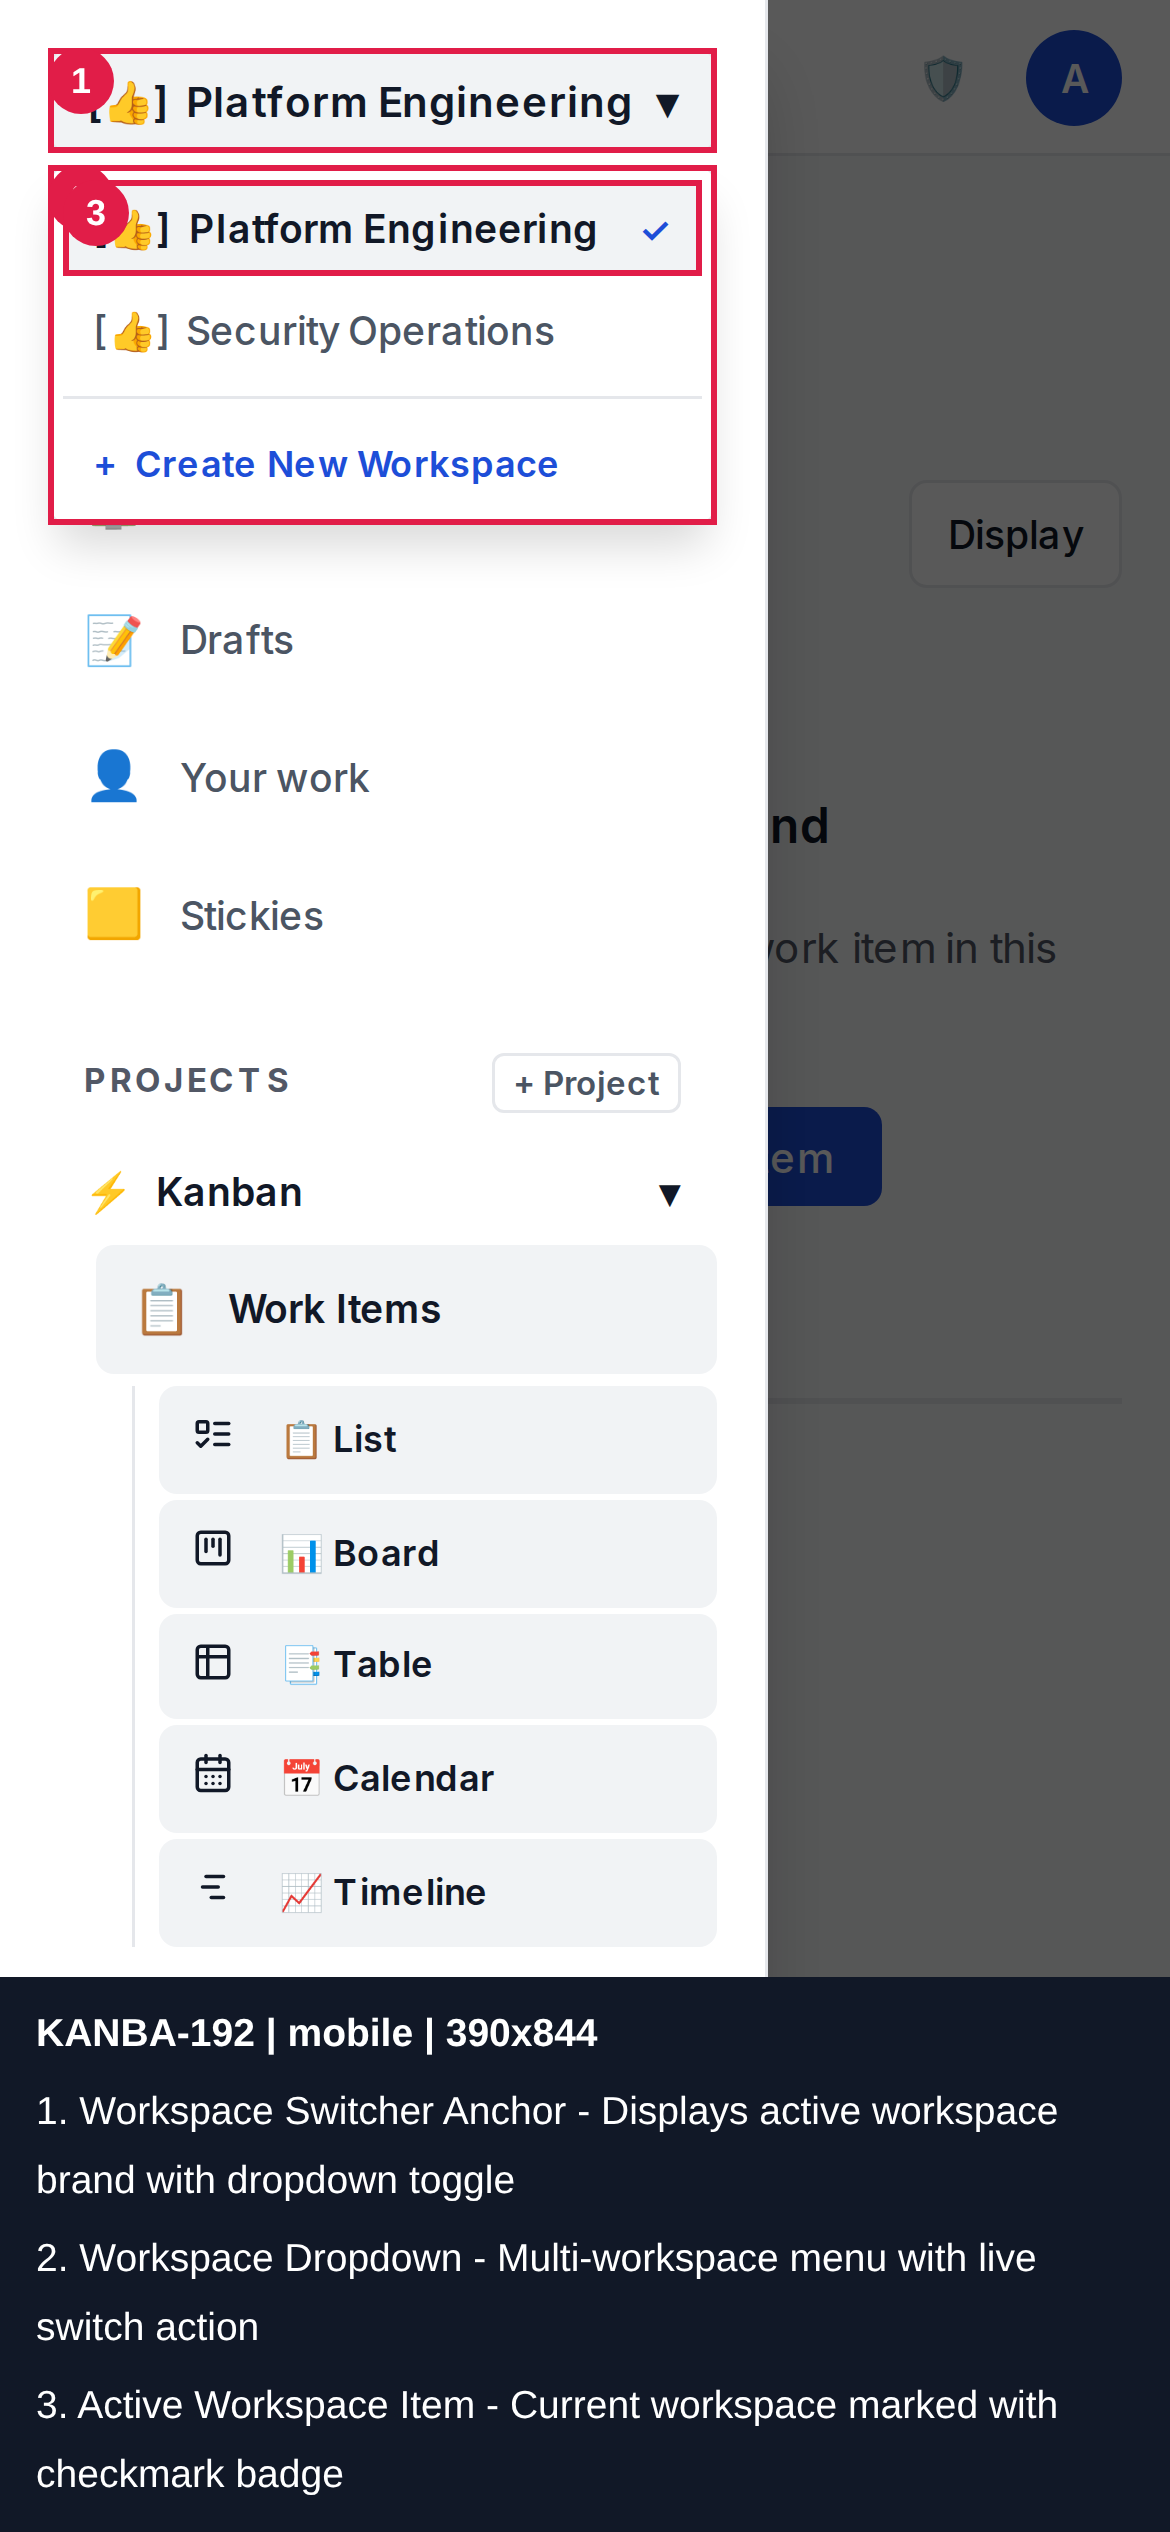 1
[👍] Platform Engineering ▼
A
3
👍] Platform Engineering ✓
[👍] Security Operations
+ Create New Workspace
Display
Drafts
Your work
nd
Stickies
work item in this
PROJECTS
+ Project
em
Kanban ▼
Work Items
List
Board
Table
July
17
Calendar
Timeline
KANBA-192 | mobile | 390x844
1. Workspace Switcher Anchor - Displays active workspace
brand with dropdown toggle
2. Workspace Dropdown - Multi-workspace menu with live
switch action
3. Active Workspace Item - Current workspace marked with
checkmark badge